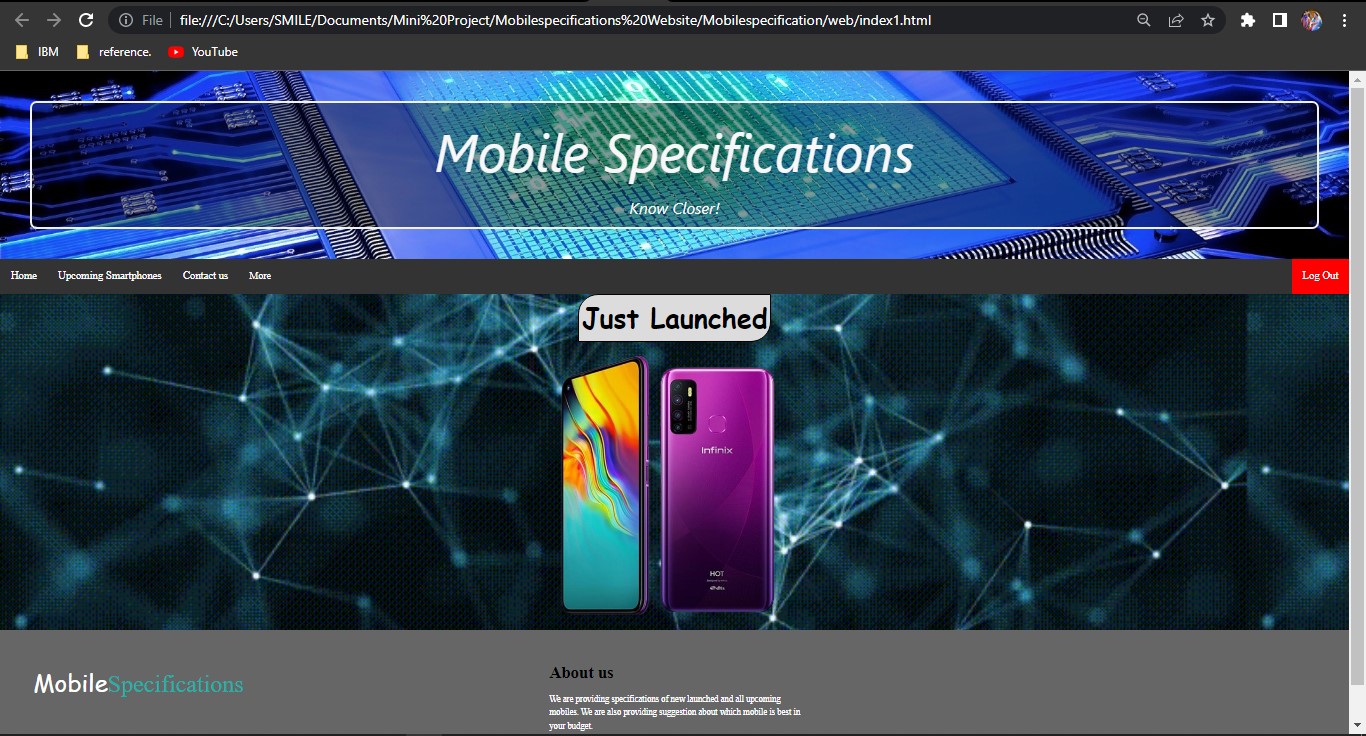 File
file:///C:/Users/SMILE/Documents/Mini%20Project/Mobilespecifications%20Website/Mobilespecification/web/index1.html
IBM reference. YouTube
Mobile Specifications
Know Closer!
Home Upcoming Smartphones Contact us More Log Out
Just Launched
Infinix
HOT
MobileSpecifications
About us
We are providing specifications of new launched and all upcoming
mobiles. We are also providing suggestion about which mobile is best in
your budget.